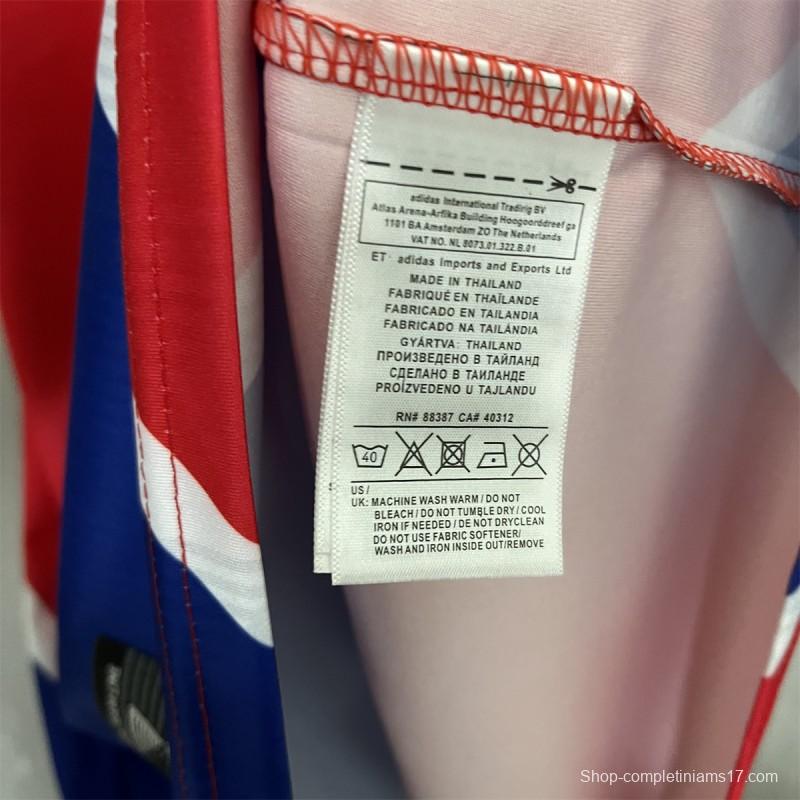 adidas International Tradirig BV
Atlas Arena-Arfika Building Hoogoorddreef ga
1101 BA Amsterdam ZO The Netherlands
VAT NO. NL 8073.01.322.B.01
ET· adidas Imports and Exports Ltd
MADE IN THAILAND
FABRIQUÉ EN THAÏLANDE
FABRICADO EN TAILANDIA
FABRICADO NA TAILÁNDIA
GYÁRTVA: THAILAND
ПРОИЗВЕДЕНО В ТАЙЛАНД
СДЕЛАНО В ТАИЛАНДЕ
PROÏZVEDENO U TAJLANDU
RN# 88387 CA# 40312
40
US /
UK: MACHINE WASH WARM / DO NOT
BLEACH / DO NOT TUMBLE DRY / COOL
IRON IF NEEDED / DE NOT DRYCLEAN
DO NOT USE FABRIC SOFTENER/
WASH AND IRON INSIDE OUT/REMOVE
Shop-completiniams17.com